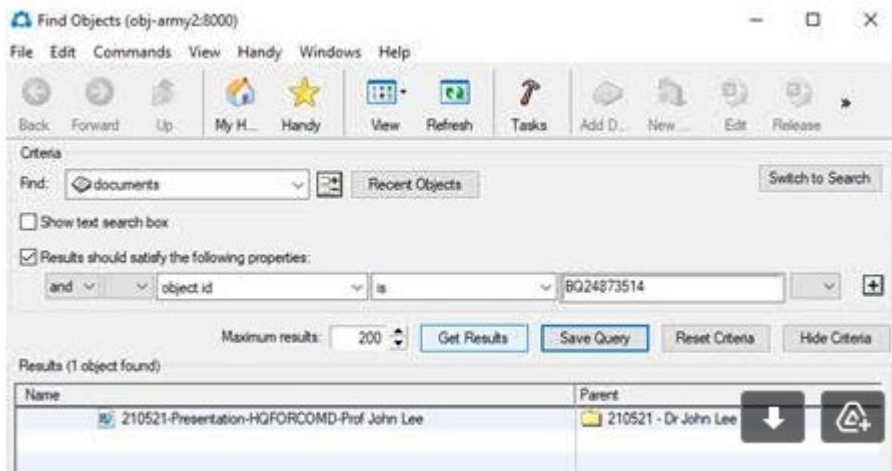 Find Objects (obj-army2:8000)
File Edit Commands View Handy Windows Help
Back Forward Up My H... Handy View Refresh Tasks Add D... New ... Edit Release »
Criteria
Find: documents Recent Objects Switch to Search
Show text search box
Results should satisfy the following properties:
and object id is BQ24873514
Maximum results: 200 Get Results Save Query Reset Criteria Hide Criteria
Results (1 object found)
Name Parent
210521-Presentation-HQFORCOMD-Prof John Lee 210521 - Dr John Lee